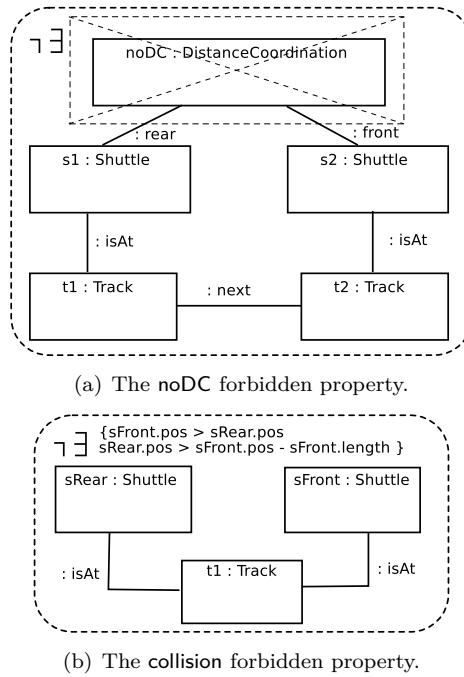 ¬∃
noDC : DistanceCoordination
: rear
: front
s1 : Shuttle
s2 : Shuttle
: isAt
: isAt
t1 : Track
: next
t2 : Track
(a) The noDC forbidden property.
¬∃
{sFront.pos > sRear.pos
sRear.pos > sFront.pos - sFront.length }
sRear : Shuttle
sFront : Shuttle
: isAt
t1 : Track
: isAt
(b) The collision forbidden property.